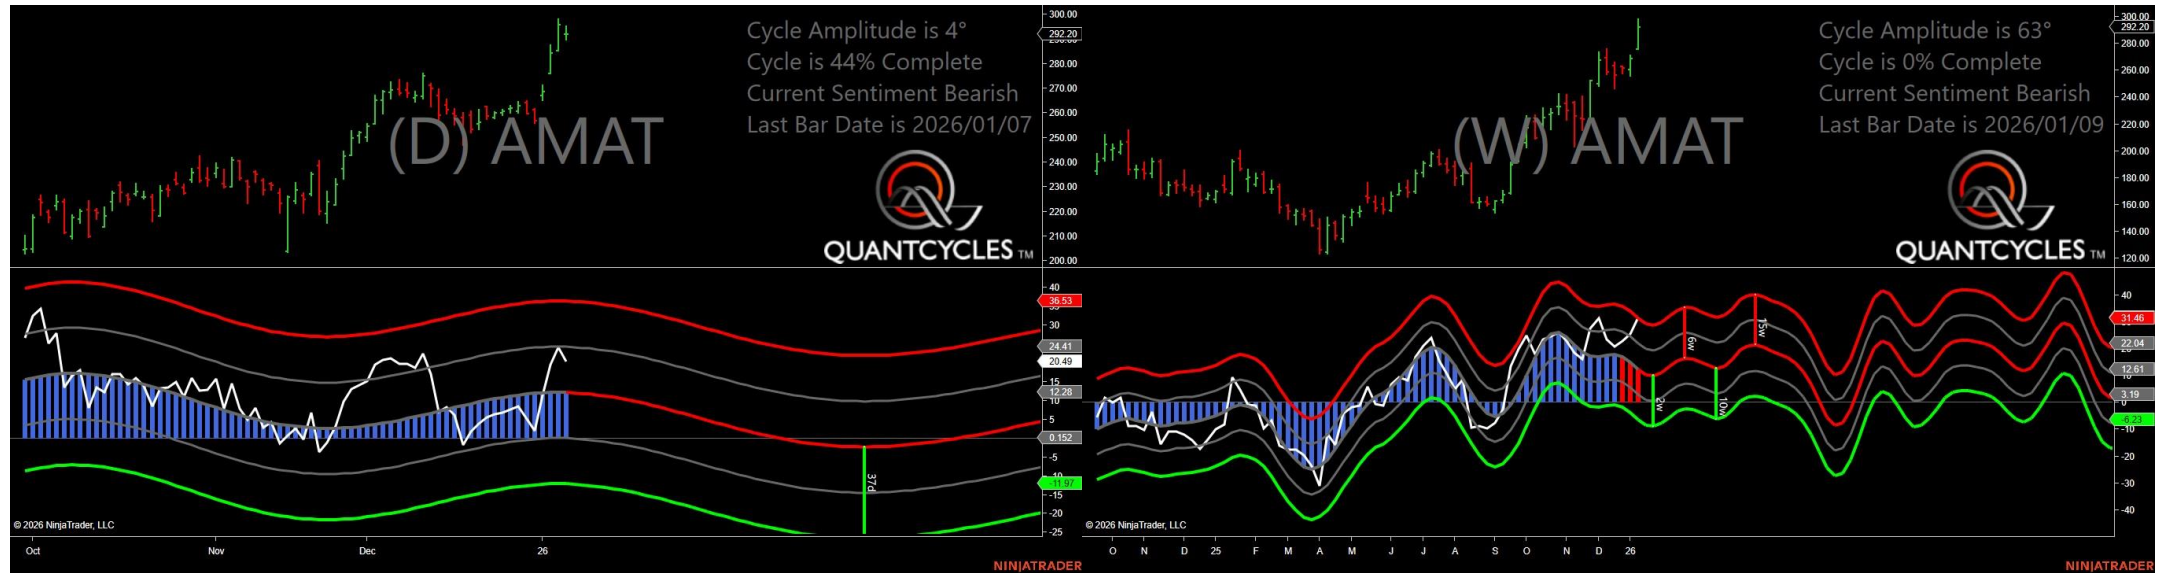 Cycle Amplitude is 4°
Cycle is 44% Complete
Current Sentiment Bearish
Last Bar Date is 2026/01/07
(D) AMAT
QUANTCYCLES TM
300.00
292.20
280.00
270.00
260.00
250.00
240.00
230.00
220.00
210.00
200.00
40
36.53
30
24.41
20.49
15
12.28
10
5
0.152
-5
-11.97
-15
-20
-25
37d
© 2026 NinjaTrader, LLC
Oct Nov Dec 26
NINJATRADER
Cycle Amplitude is 63°
Cycle is 0% Complete
Current Sentiment Bearish
Last Bar Date is 2026/01/09
(W) AMAT
QUANTCYCLES TM
300.00
292.20
280.00
260.00
240.00
220.00
200.00
180.00
160.00
140.00
120.00
40
31.46
22.04
12.61
3.19
-6.23
-10
-20
-30
-40
2w
6w
10w
15w
© 2026 NinjaTrader, LLC
O N D 25 F M A M J J A S O N D 26
NINJATRADER